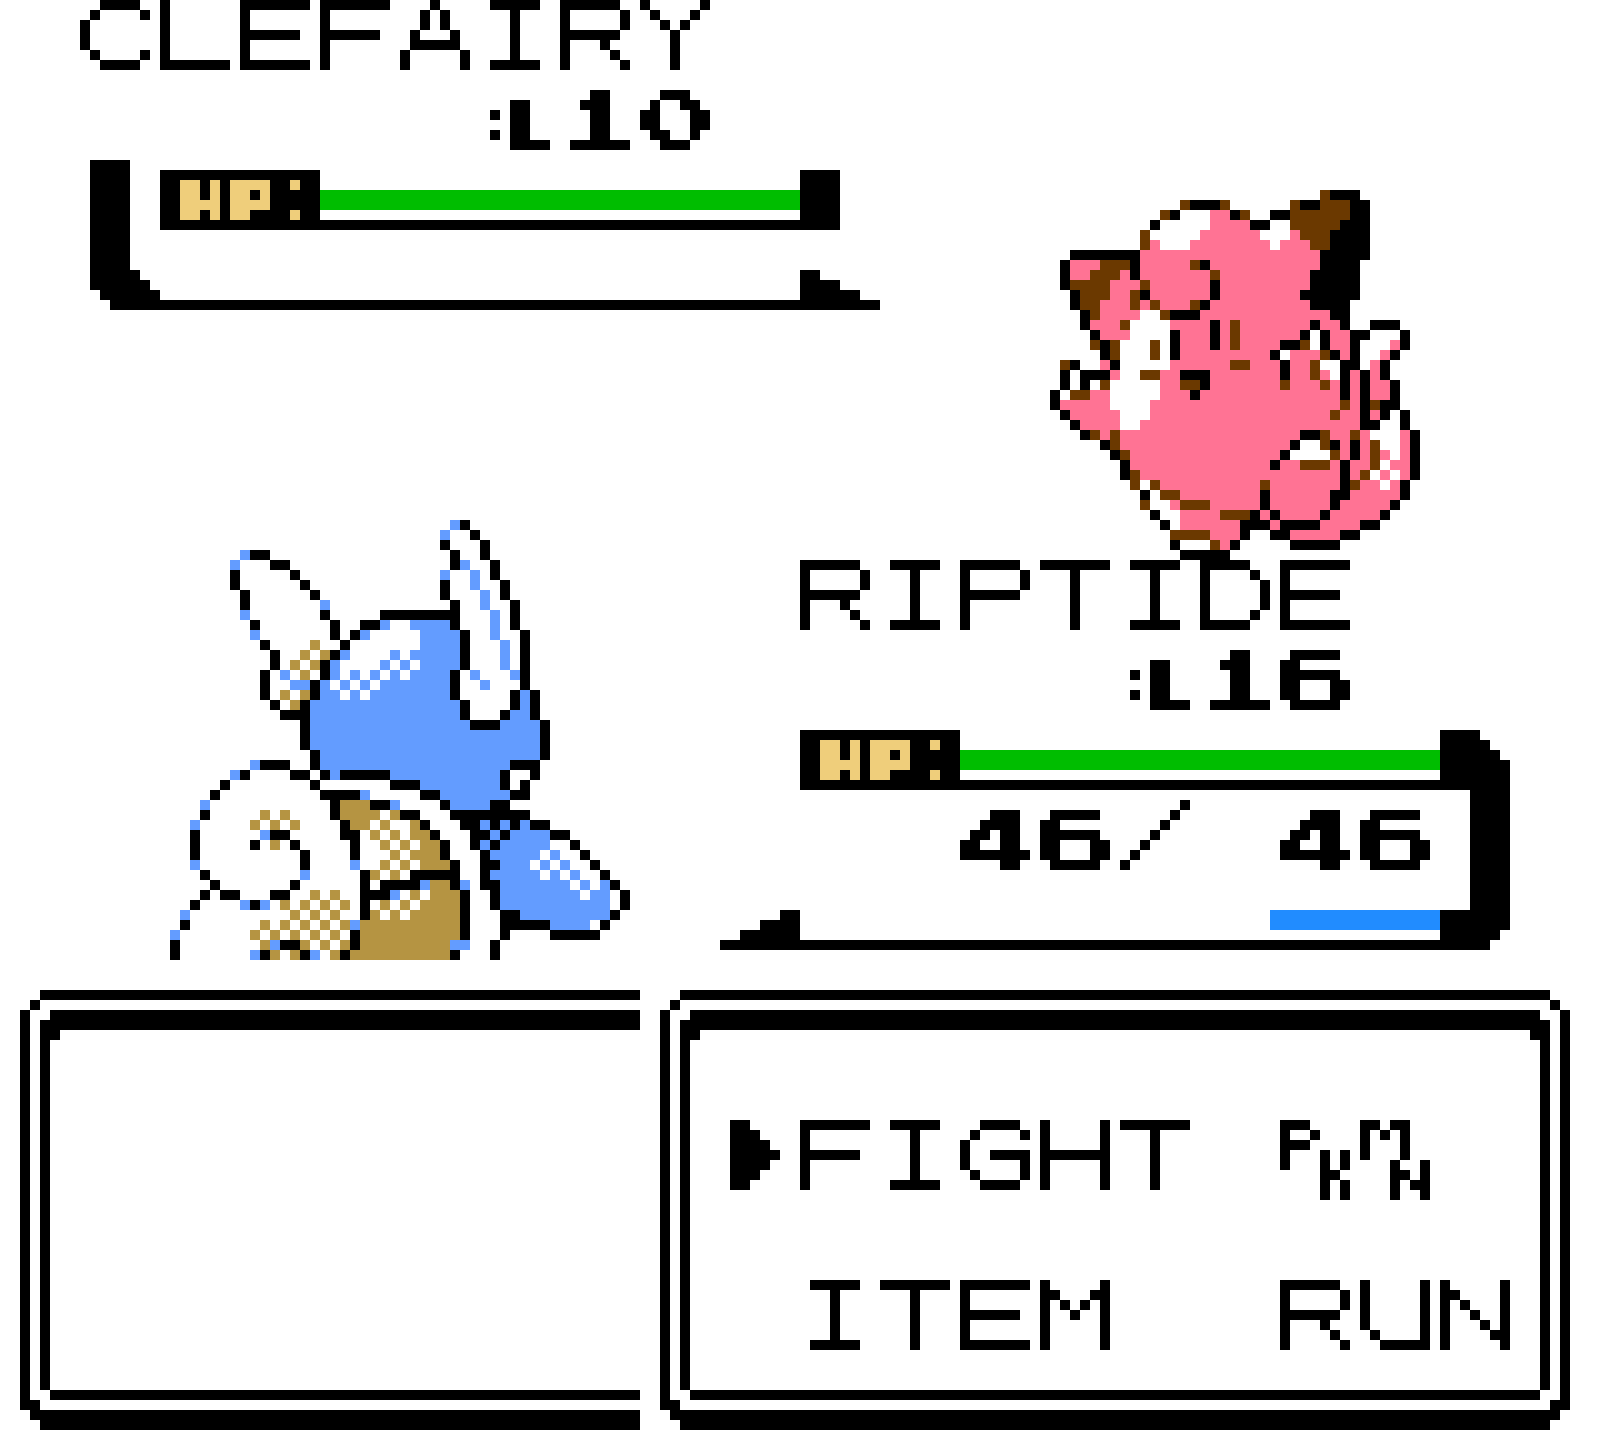 CLEFAIRY
:L10
HP:
RIPTIDE
:L16
HP:
46/ 46
▶FIGHT PKMN
ITEM RUN